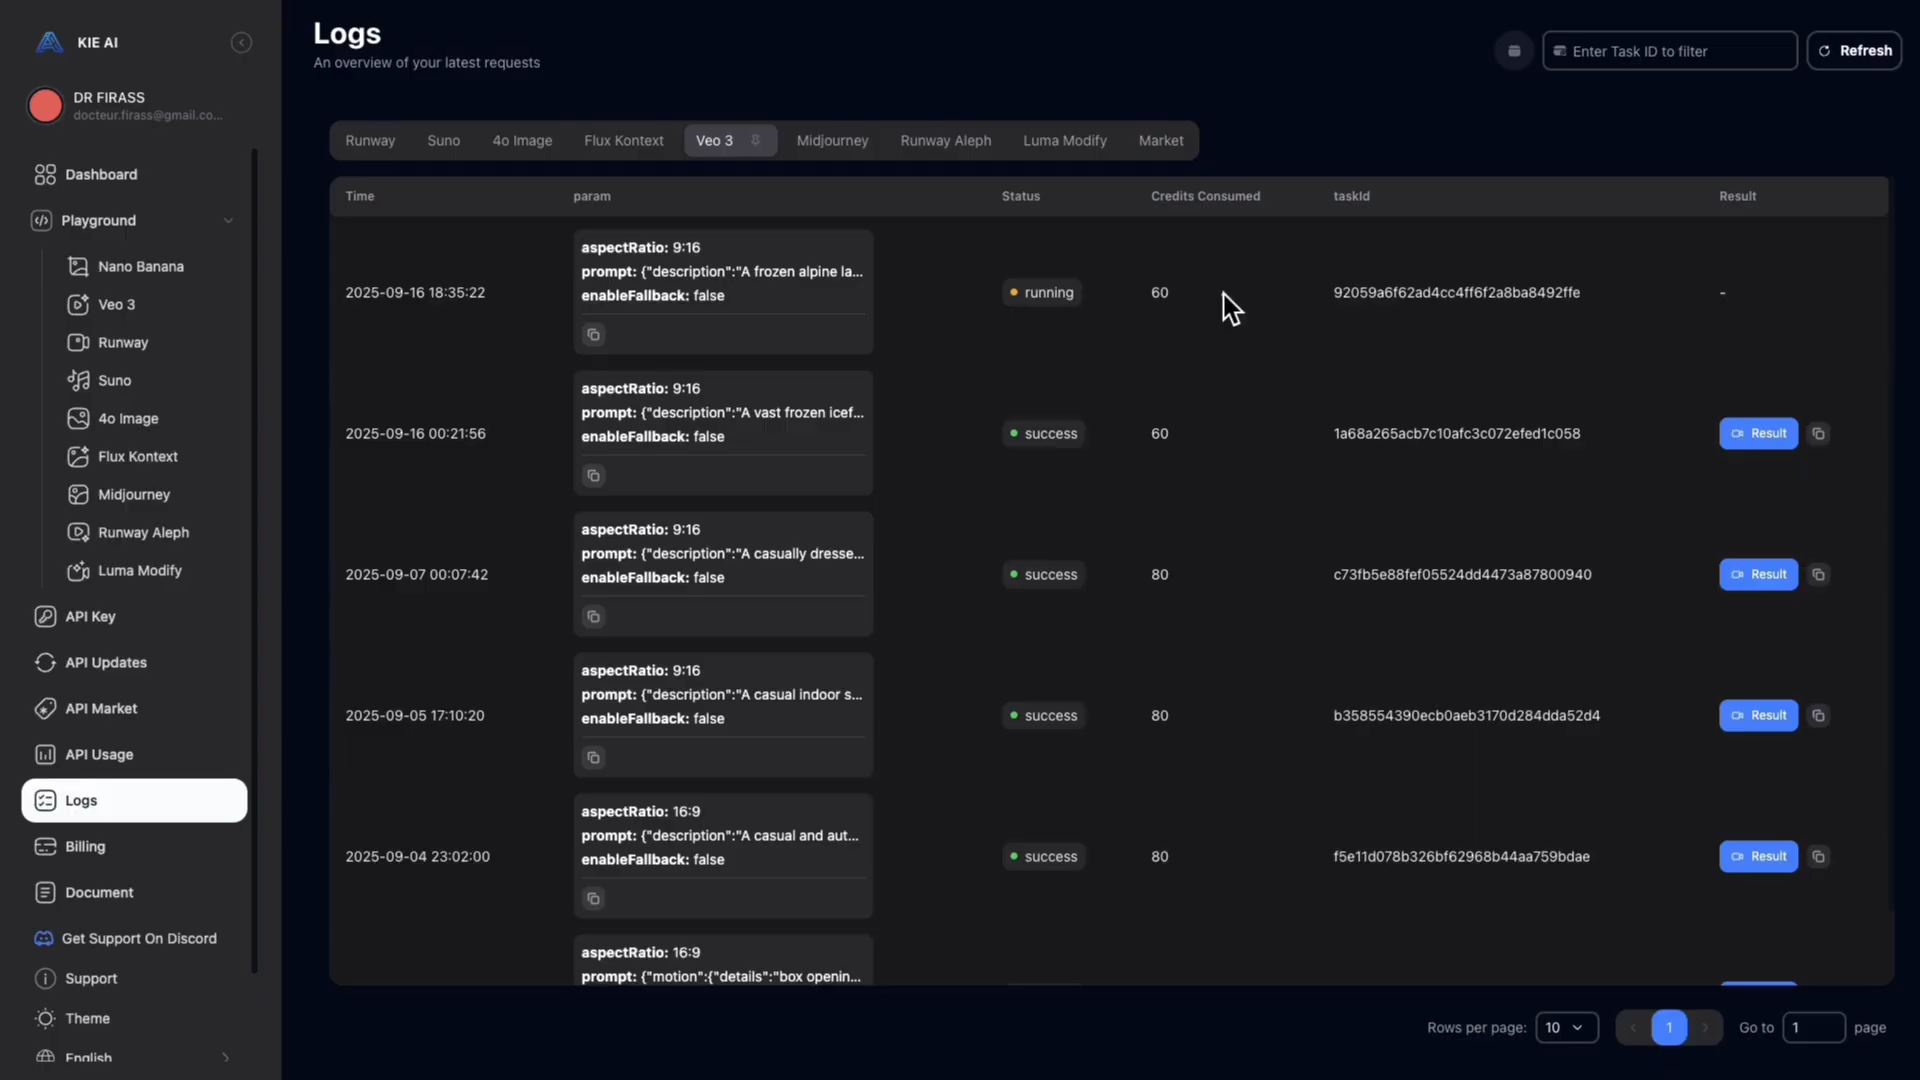 KIE AI
DR FIRASS
docteur.firass@gmail.co...
Dashboard
Playground
Nano Banana
Veo 3
Runway
Suno
4o Image
Flux Kontext
Midjourney
Runway Aleph
Luma Modify
API Key
API Updates
API Market
API Usage
Logs
Billing
Document
Get Support On Discord
Support
Theme
English
Logs
An overview of your latest requests
Enter Task ID to filter
Refresh
Runway Suno 4o Image Flux Kontext Veo 3 Midjourney Runway Aleph Luma Modify Market
Time param Status Credits Consumed taskId Result
aspectRatio: 9:16
prompt: {"description":"A frozen alpine la...
enableFallback: false
2025-09-16 18:35:22 running 60 92059a6f62ad4cc4ff6f2a8ba8492ffe -
aspectRatio: 9:16
prompt: {"description":"A vast frozen icef...
enableFallback: false
2025-09-16 00:21:56 success 60 1a68a265acb7c10afc3c072efed1c058 Result
aspectRatio: 9:16
prompt: {"description":"A casually dresse...
enableFallback: false
2025-09-07 00:07:42 success 80 c73fb5e88fef05524dd4473a87800940 Result
aspectRatio: 9:16
prompt: {"description":"A casual indoor s...
enableFallback: false
2025-09-05 17:10:20 success 80 b358554390ecb0aeb3170d284dda52d4 Result
aspectRatio: 16:9
prompt: {"description":"A casual and aut...
enableFallback: false
2025-09-04 23:02:00 success 80 f5e11d078b326bf62968b44aa759bdae Result
aspectRatio: 16:9
prompt: {"motion":{"details":"box openin...
Rows per page: 10 1 Go to 1 page